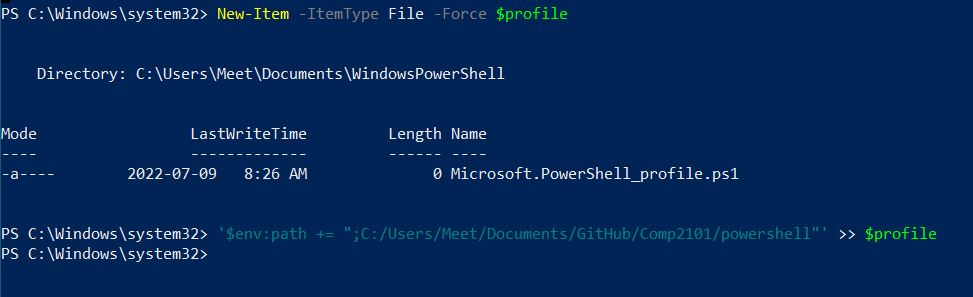 PS C:\Windows\system32> New-Item -ItemType File -Force $profile
Directory: C:\Users\Meet\Documents\WindowsPowerShell
Mode LastWriteTime Length Name
---- ------------- ------ ----
-a---- 2022-07-09 8:26 AM 0 Microsoft.PowerShell_profile.ps1
PS C:\Windows\system32> '$env:path += ";C:/Users/Meet/Documents/GitHub/Comp2101/powershell"' >> $profile
PS C:\Windows\system32>